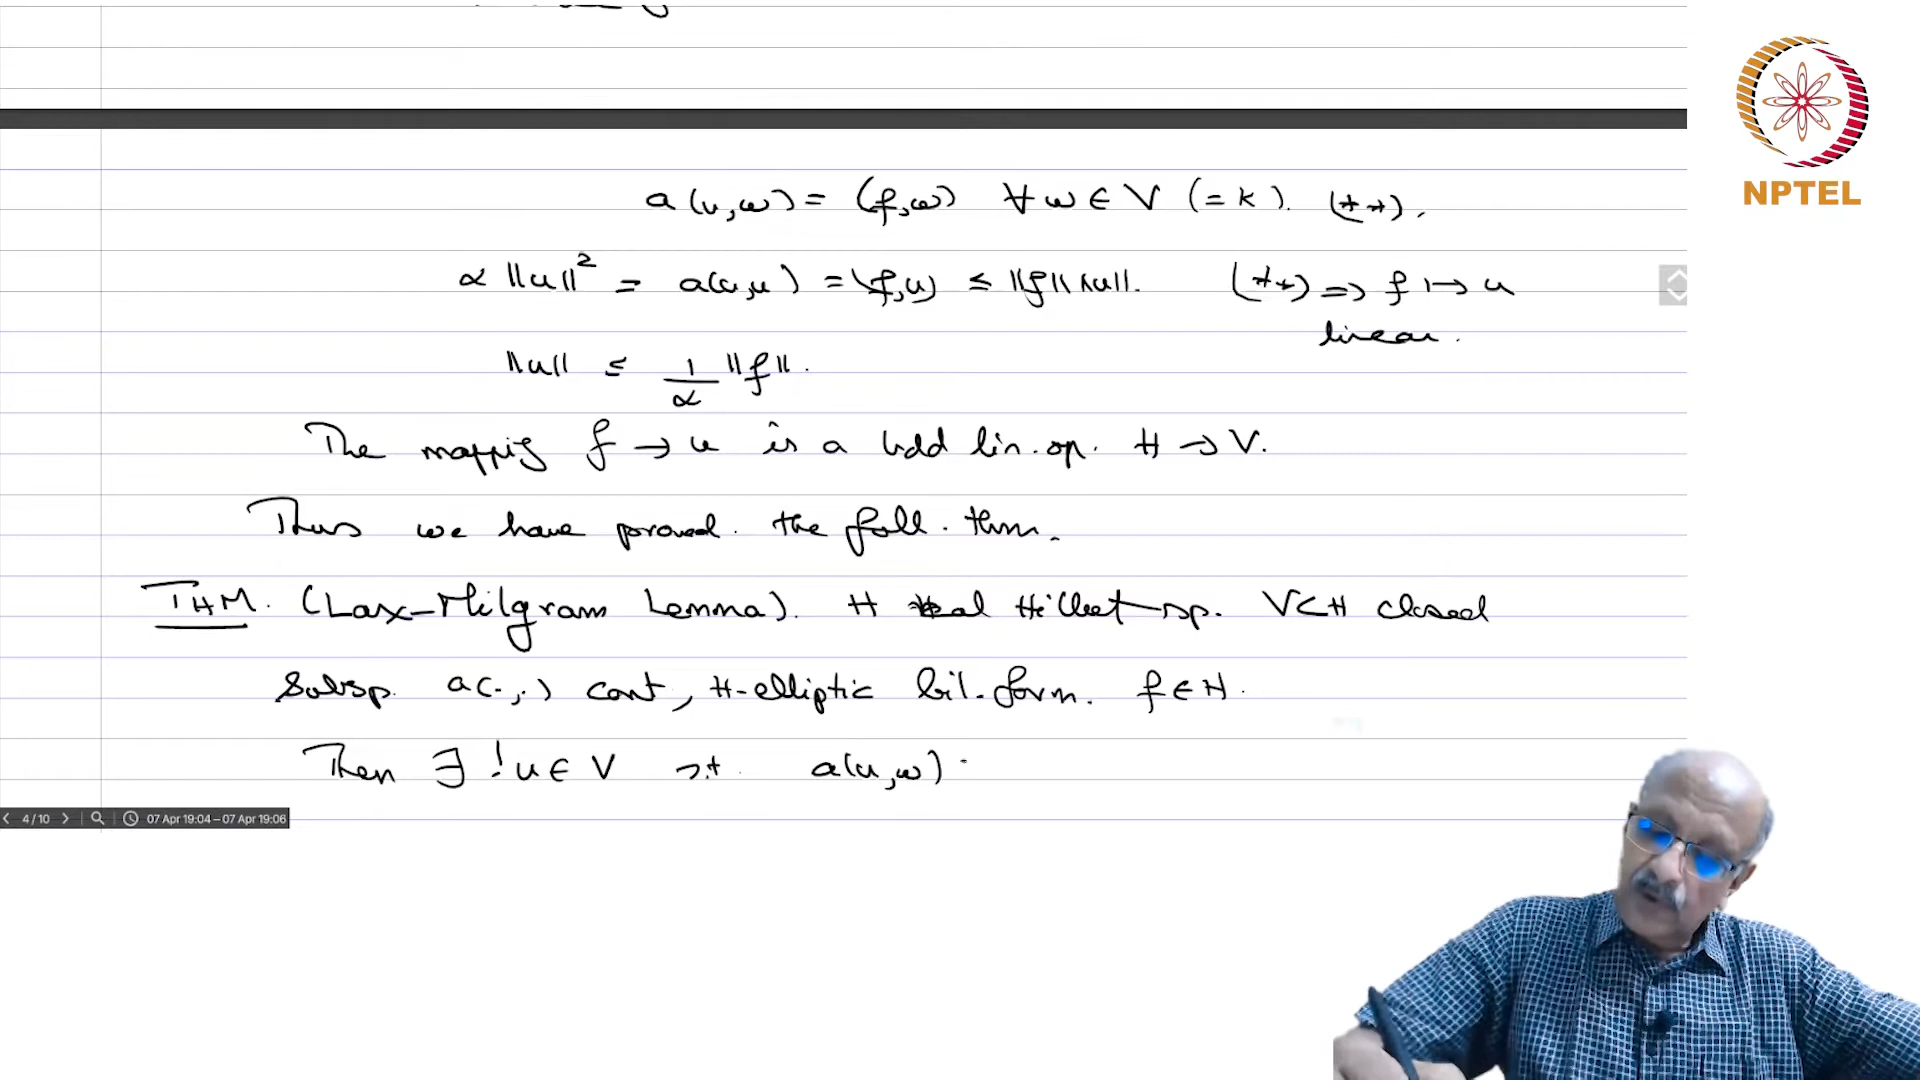 a(u,w) = (f,w) ∀ w ∈ V (= K). (**).
NPTEL
α ||u||² = a(u,u) = (f,u) ≤ ||f|| ||u||. (**) => f ↦ u
linear.
||u|| ≤ 1/α ||f||.
The mapping f → u is a bdd lin. op. H → V.
Thus we have proved the foll. thm.
THM. (Lax-Milgram Lemma). H real Hilbert sp. V⊂H closed
subsp. a(.,.) cont, H-elliptic bil. form. f ∈ H.
Then ∃ ! u ∈ V s.t. a(u,w)
4/10 07 Apr 19:04 – 07 Apr 19:06